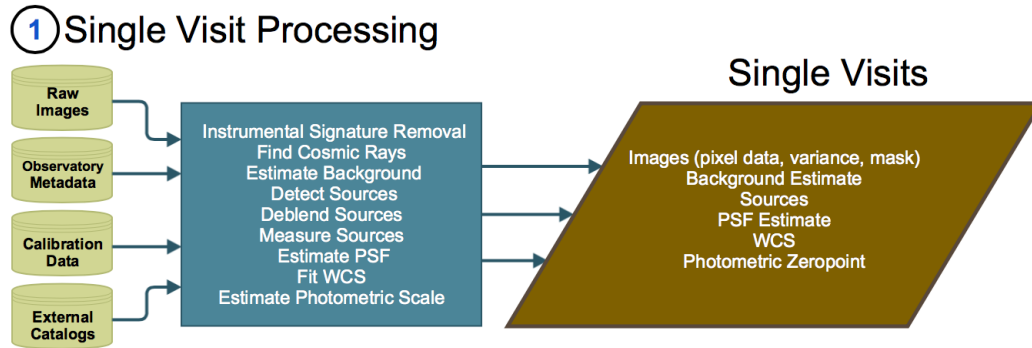 1 Single Visit Processing
Raw
Images
Observatory
Metadata
Calibration
Data
External
Catalogs
Instrumental Signature Removal
Find Cosmic Rays
Estimate Background
Detect Sources
Deblend Sources
Measure Sources
Estimate PSF
Fit WCS
Estimate Photometric Scale
Single Visits
Images (pixel data, variance, mask)
Background Estimate
Sources
PSF Estimate
WCS
Photometric Zeropoint